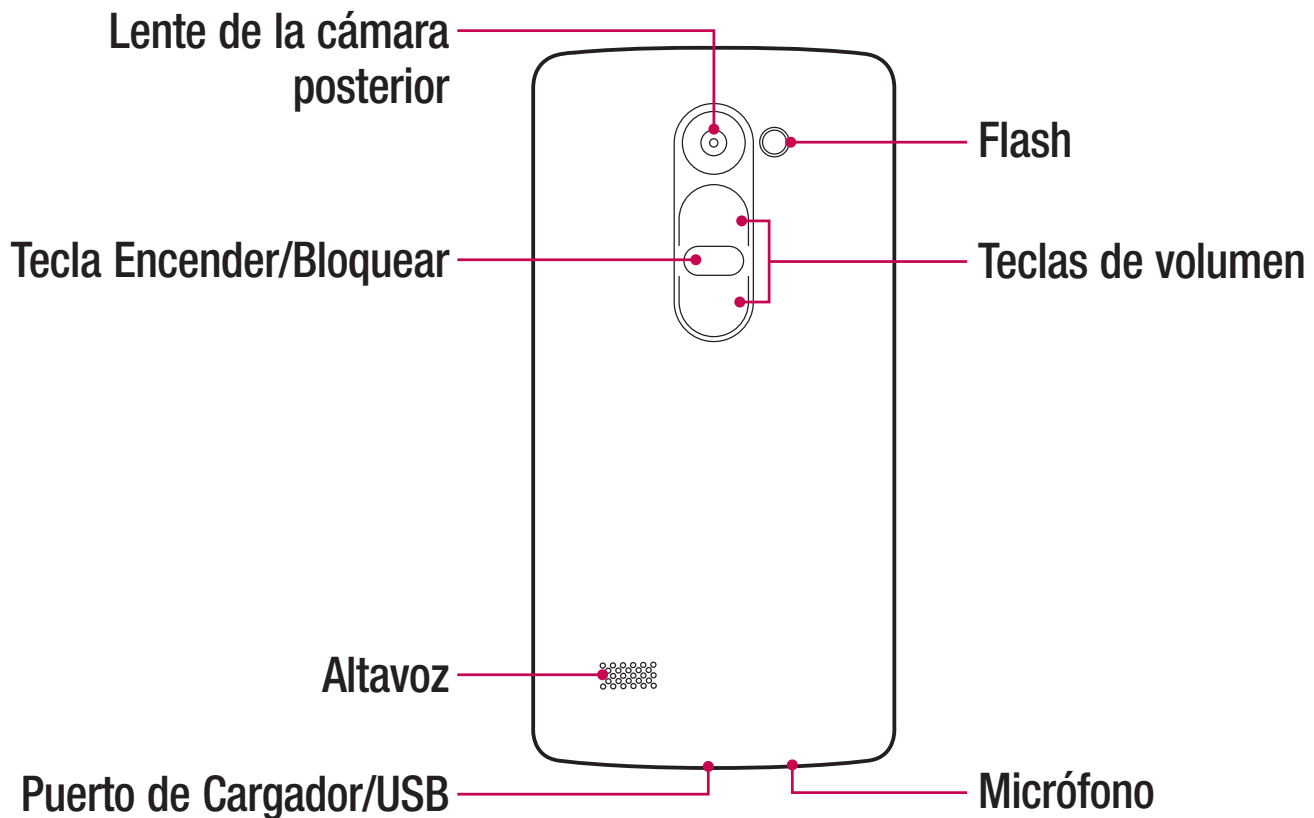 Lente de la cámara
posterior
Flash
Tecla Encender/Bloquear
Teclas de volumen
Altavoz
Puerto de Cargador/USB
Micrófono